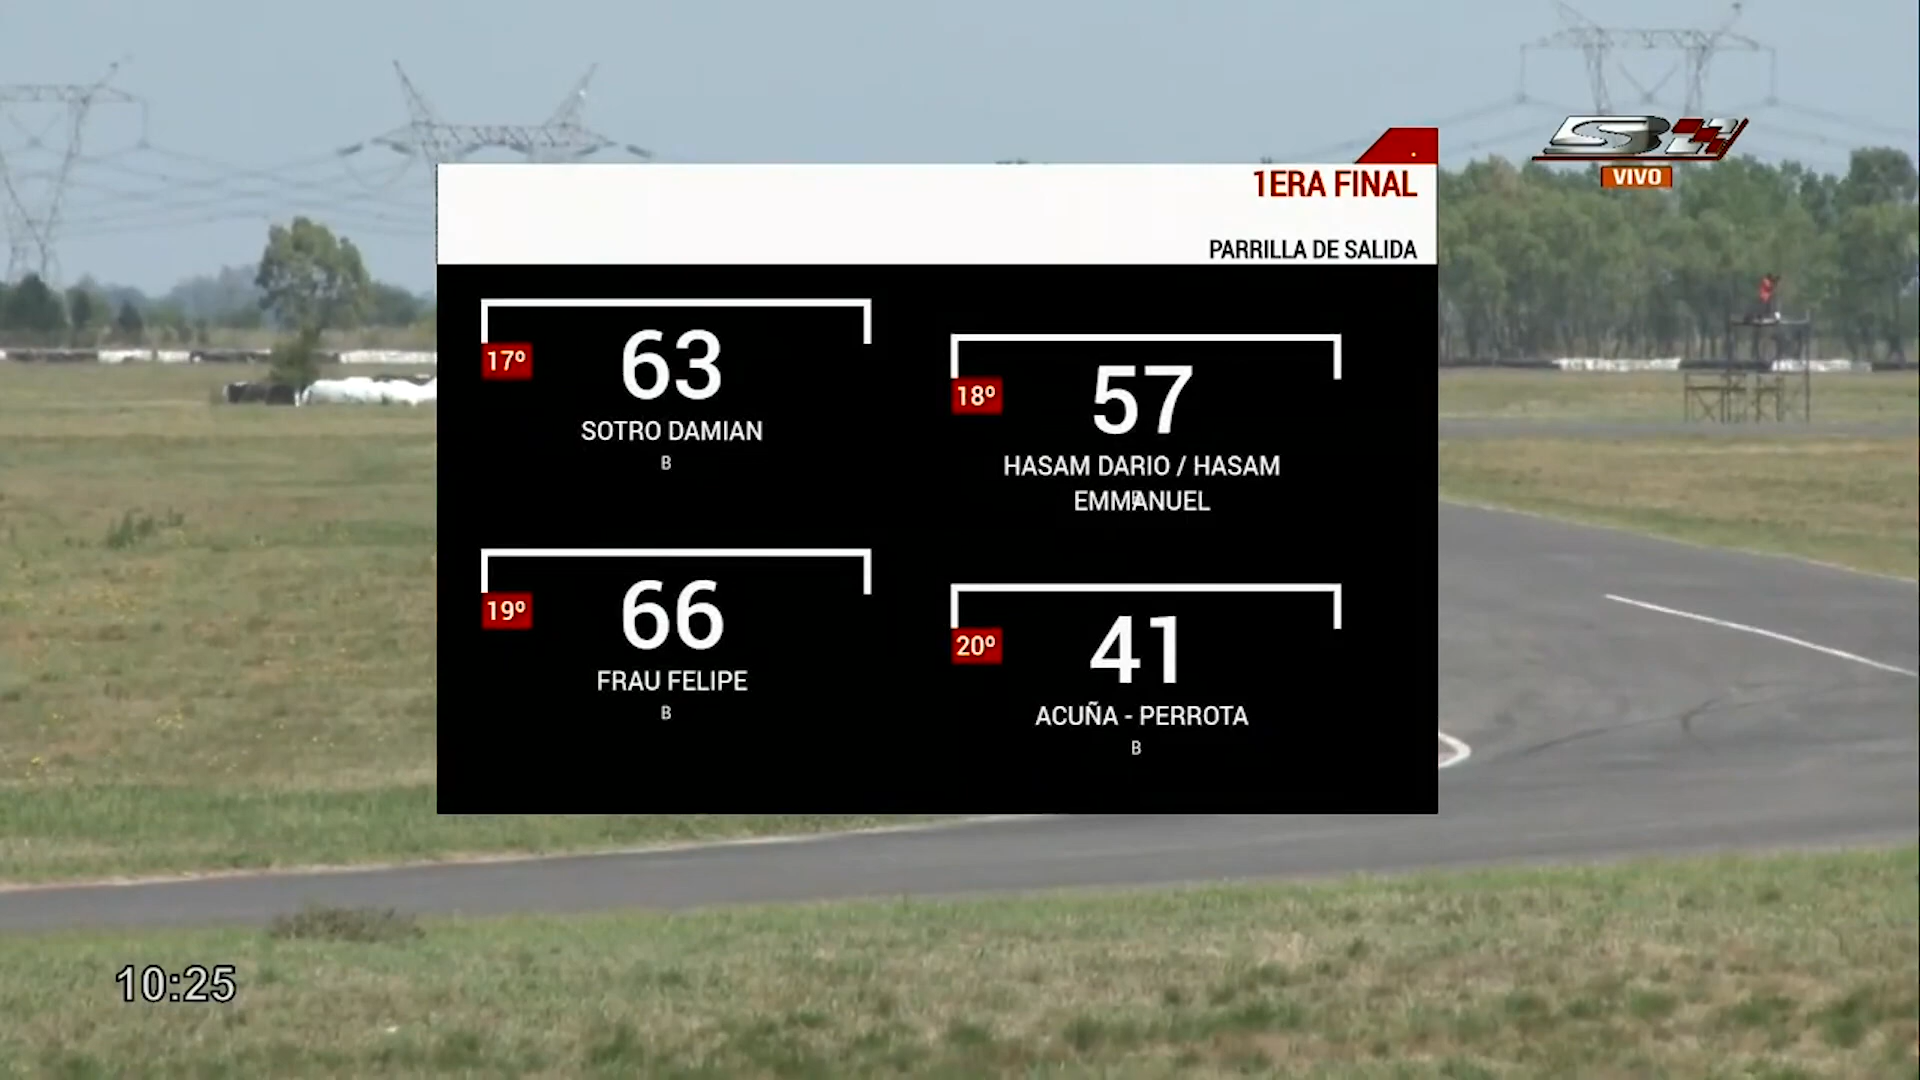 1ERA FINAL
PARRILLA DE SALIDA
17º
63
SOTRO DAMIAN
B
18º
57
HASAM DARIO / HASAM
EMMANUEL
19º
66
FRAU FELIPE
B
20º
41
ACUÑA - PERROTA
B
VIVO
10:25